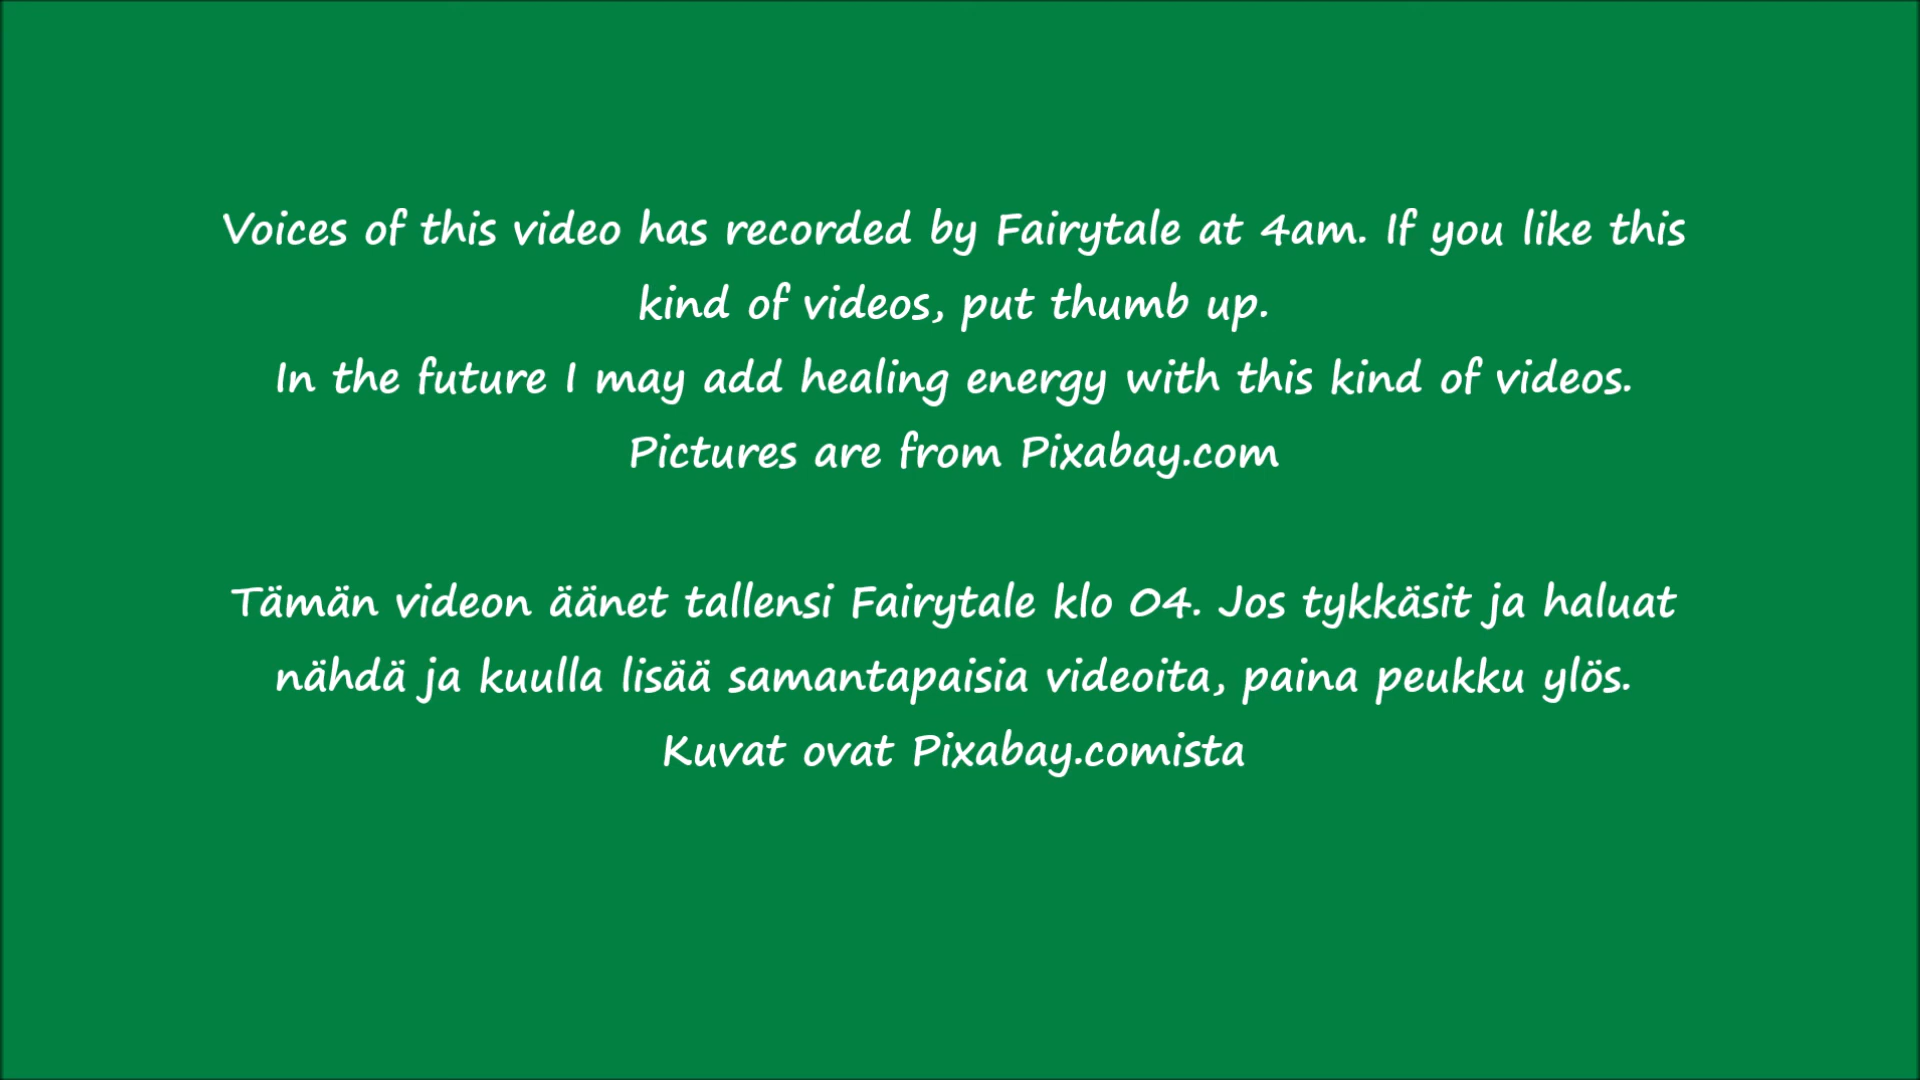 Voices of this video has recorded by Fairytale at 4am. If you like this
kind of videos, put thumb up.
In the future I may add healing energy with this kind of videos.
Pictures are from Pixabay.com
Tämän videon äänet tallensi Fairytale klo 04. Jos tykkäsit ja haluat
nähdä ja kuulla lisää samantapaisia videoita, paina peukku ylös.
Kuvat ovat Pixabay.comista